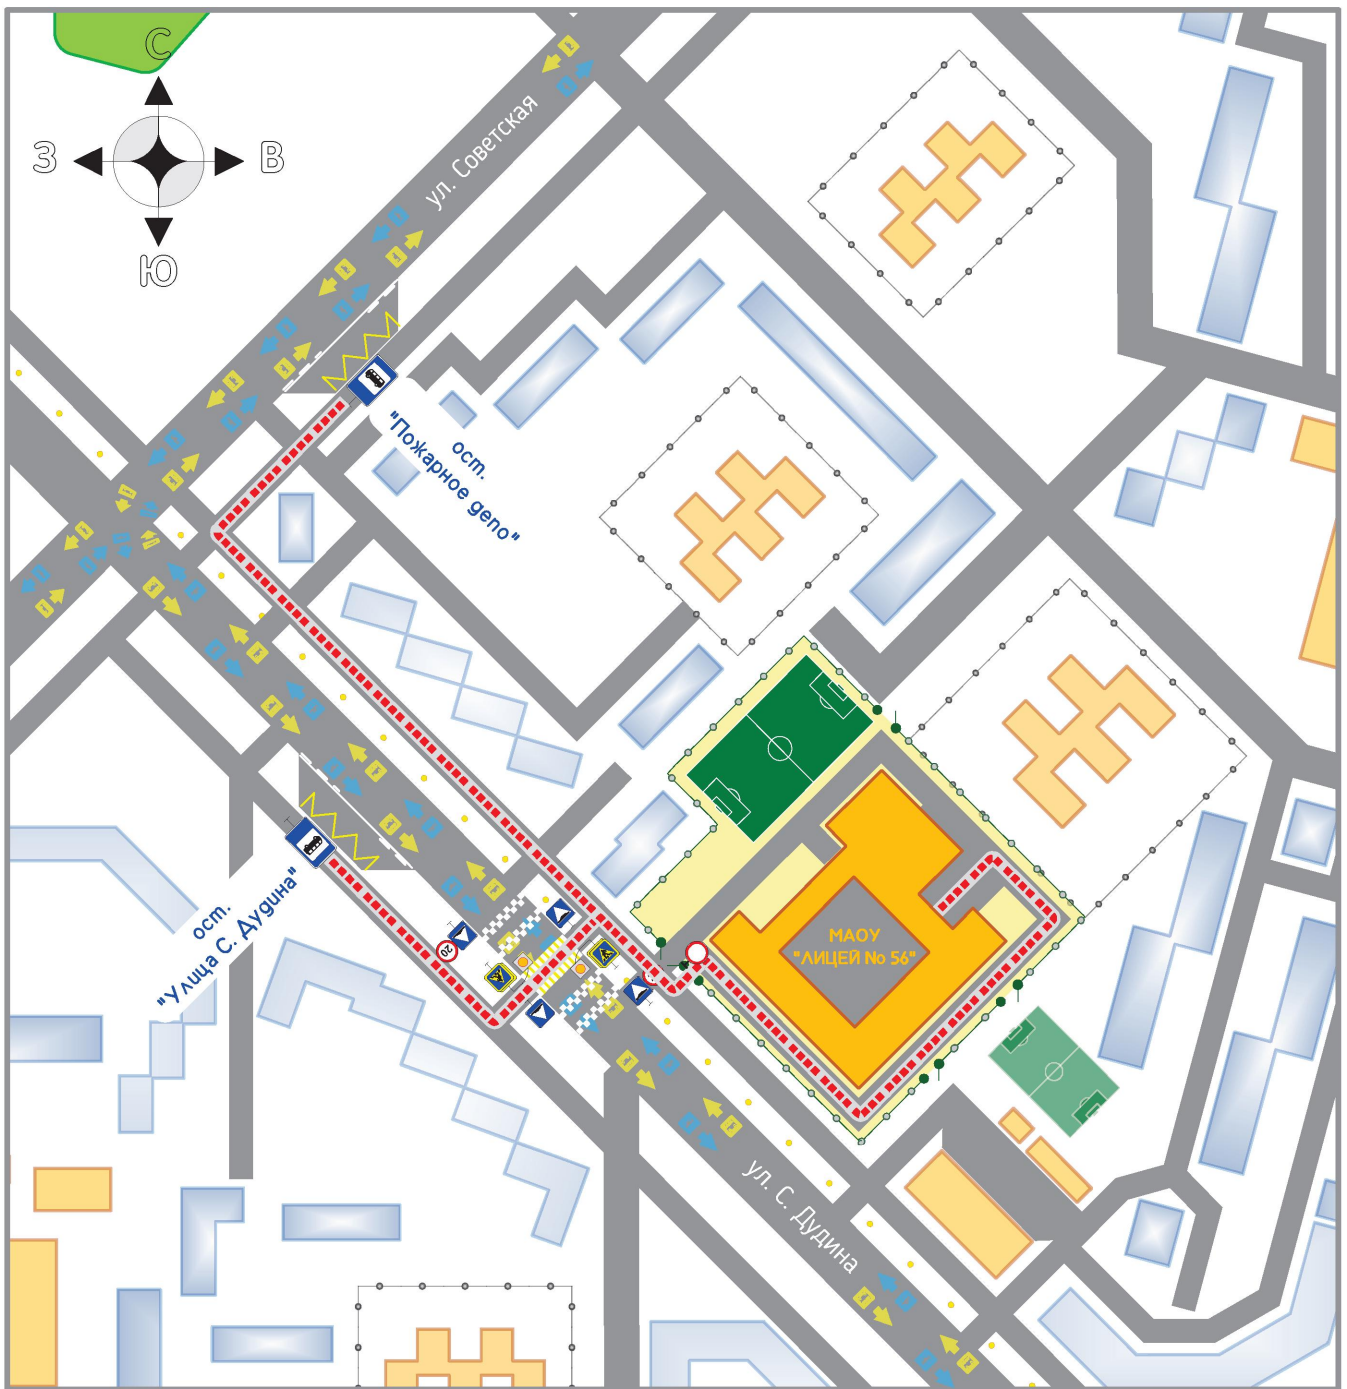 С
З
В
Ю
ул. Советская
ост.
"Пожарное депо"
ост.
"Улица С. Дудина"
20
МАОУ
"ЛИЦЕЙ No 56"
ул. С. Дудина